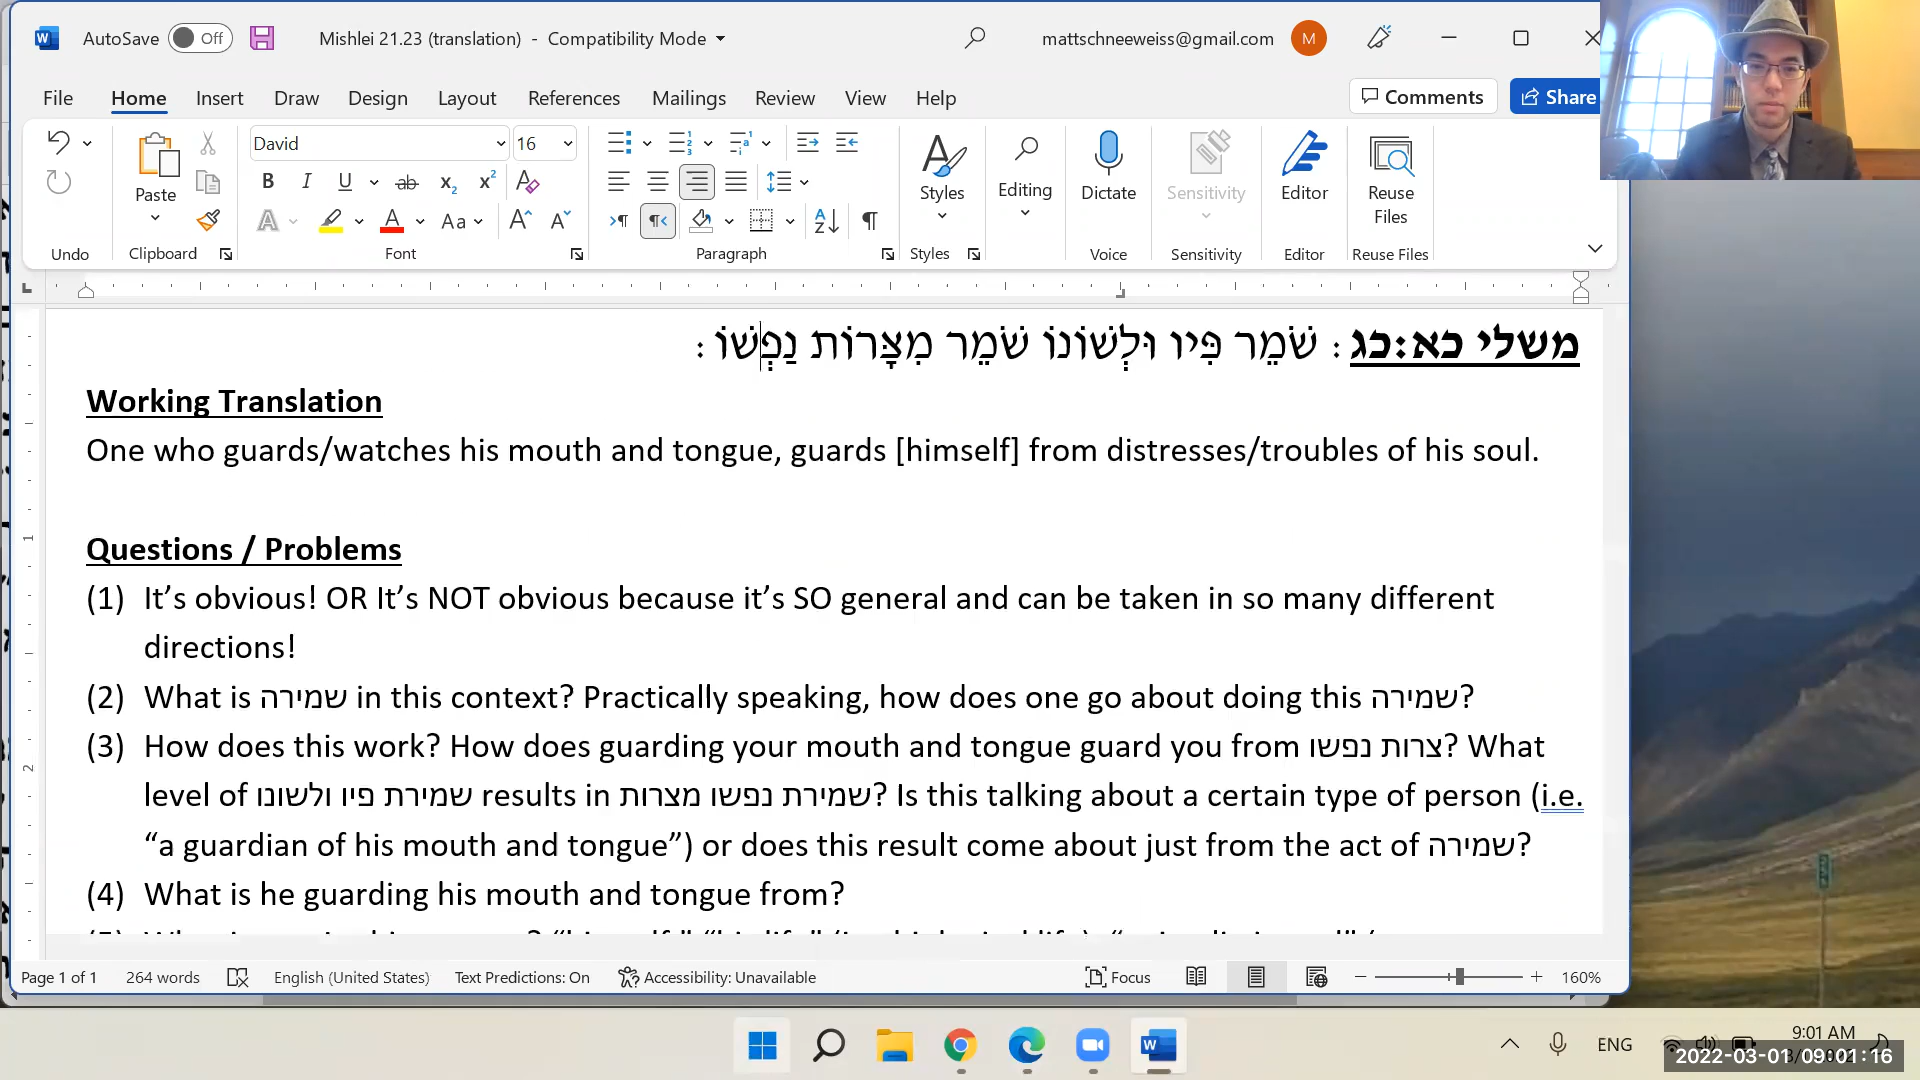 AutoSave Off Mishlei 21.23 (translation) - Compatibility Mode mattschneeweiss@gmail.com M
File Home Insert Draw Design Layout References Mailings Review View Help Comments Share
David 16
Paste Styles Editing Dictate Sensitivity Editor Reuse Files
Undo Clipboard Font Paragraph Styles Voice Sensitivity Editor Reuse Files
משלי כא:כג: שֹׁמֵר פִּיו וּלְשׁוֹנוֹ שֹׁמֵר מִצָּרוֹת נַפְשׁוֹ:
Working Translation
One who guards/watches his mouth and tongue, guards [himself] from distresses/troubles of his soul.
Questions / Problems
(1) It’s obvious! OR It’s NOT obvious because it’s SO general and can be taken in so many different
directions!
(2) What is שמירה in this context? Practically speaking, how does one go about doing this שמירה?
(3) How does this work? How does guarding your mouth and tongue guard you from צרות נפשו? What
level of שמירת פיו ולשונו results in שמירת נפשו מצרות? Is this talking about a certain type of person (i.e.
“a guardian of his mouth and tongue”) or does this result come about just from the act of שמירה?
(4) What is he guarding his mouth and tongue from?
Page 1 of 1 264 words English (United States) Text Predictions: On Accessibility: Unavailable Focus 160%
ENG 9:01 AM
2022-03-01 09:01:16